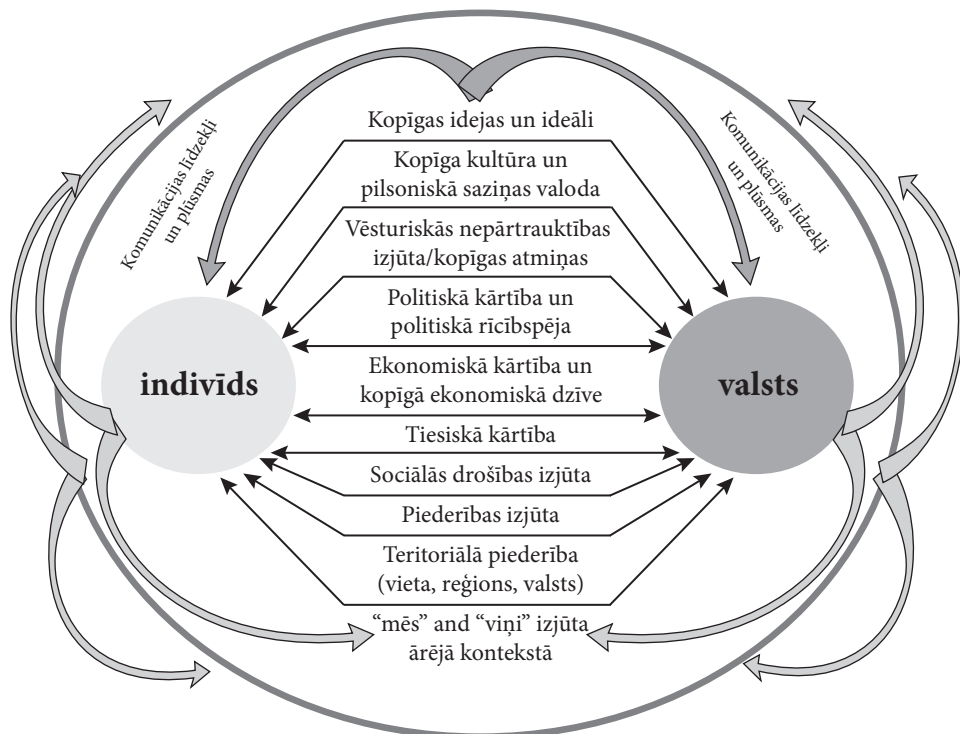 Kopīgas idejas un ideāli
Komunikācijas līdzekļi
un plūsmas
Komunikācijas līdzekļi
un plūsmas
Kopīga kultūra un
pilsoniskā saziņas valoda
Vēsturiskās nepārtrauktības
izjūta/kopīgas atmiņas
Politiskā kārtība un
politiskā rīcībspēja
indivīds
Ekonomiskā kārtība un
kopīgā ekonomiskā dzīve
valsts
Tiesiskā kārtība
Sociālās drošības izjūta
Piederības izjūta
Teritoriālā piederība
(vieta, reģions, valsts)
“mēs” and “viņi” izjūta
ārējā kontekstā